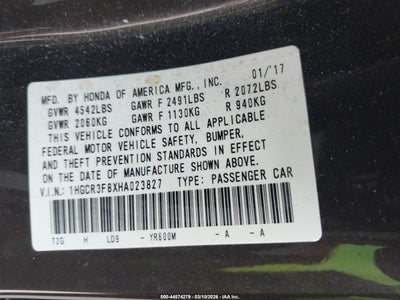 MFD. BY HONDA OF AMERICA MFG., INC. 01/'17
GVWR 4542LBS GAWR F 2491LBS R 2072LBS
GVWR 2060KG GAWR F 1130KG R 940KG
THIS VEHICLE CONFORMS TO ALL APPLICABLE
FEDERAL MOTOR VEHICLE SAFETY, BUMPER,
AND THEFT PREVENTION STANDARDS IN EFFECT
ON THE DATE OF MANUFACTURE SHOWN ABOVE.
V.I.N.: 1HGCR3F8XHA023827 TYPE: PASSENGER CAR
T2G H LD9 - YR600M - A - A
© COPYRIGHT - 44574279 - 03/10/2026 - IAA Inc.